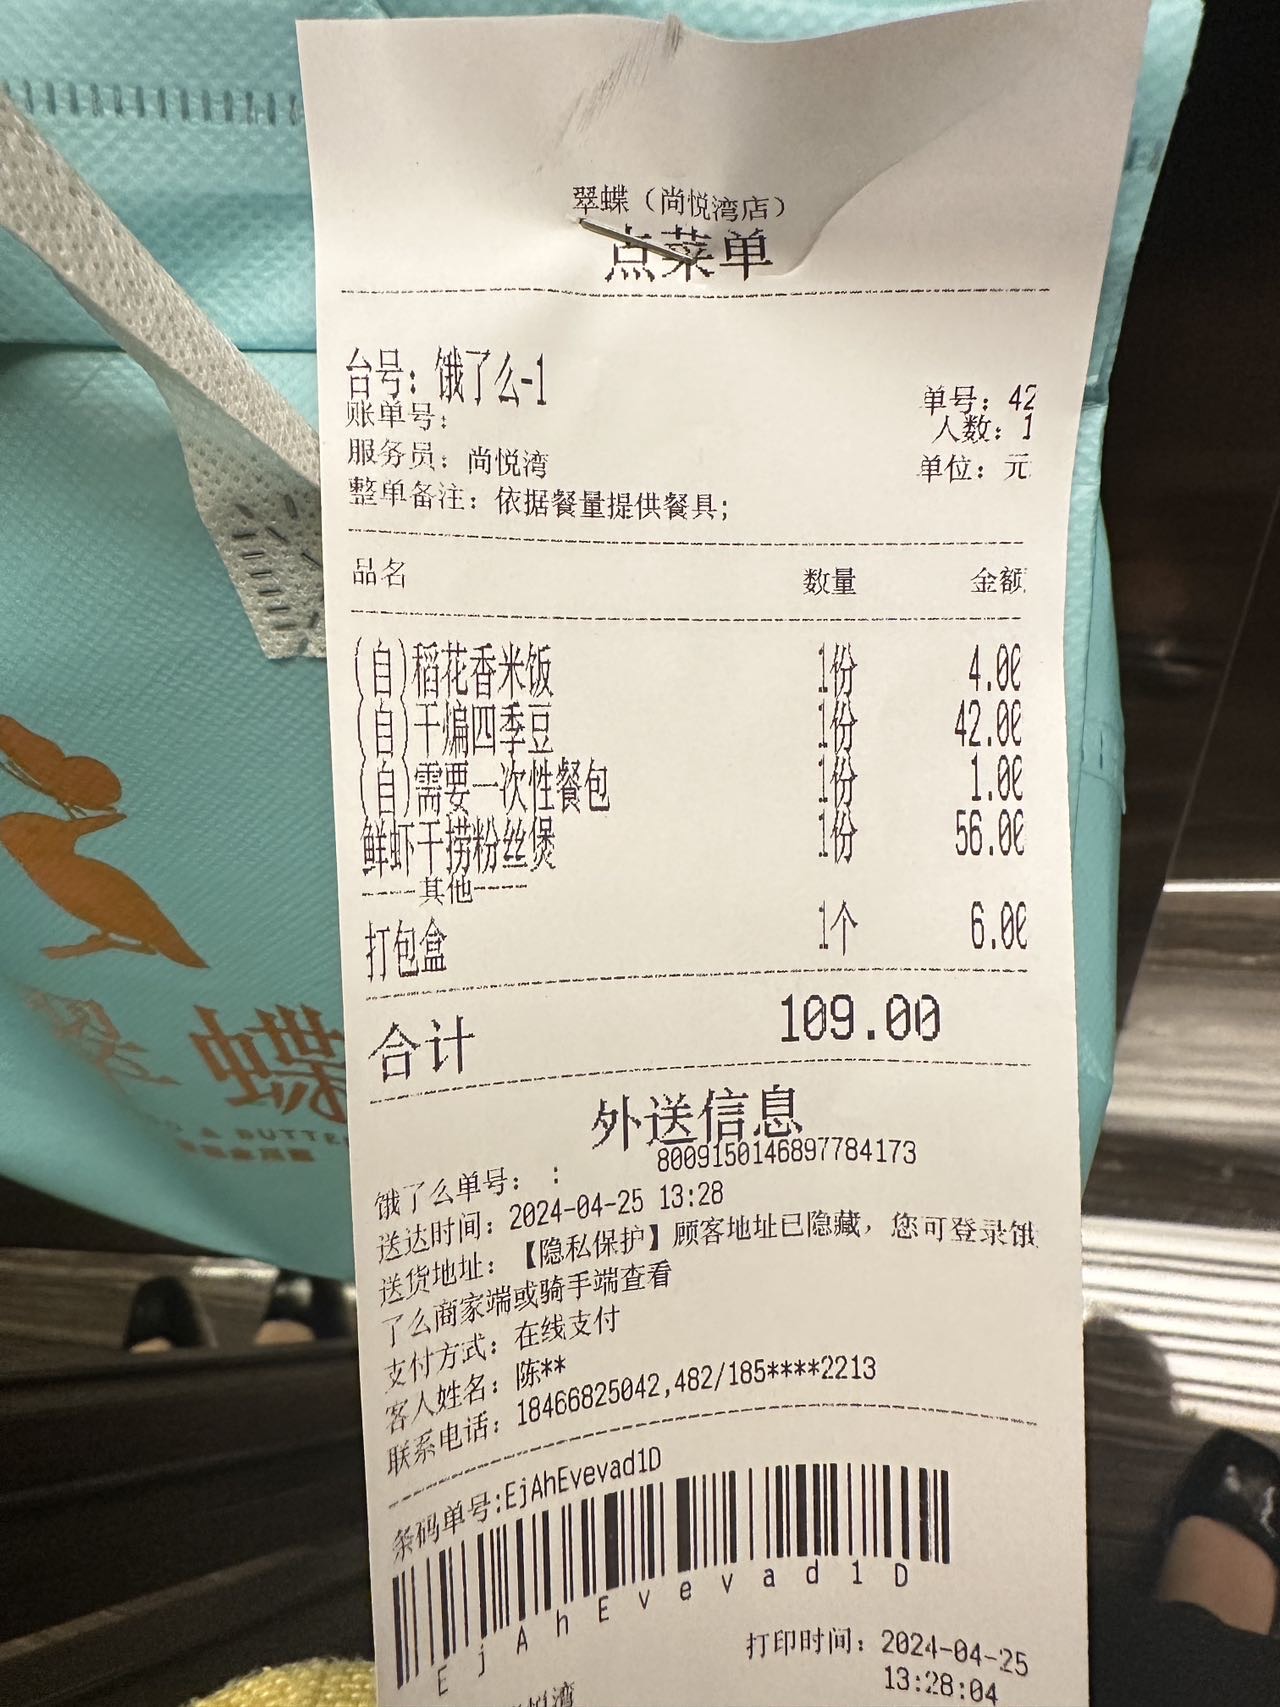 翠蝶（尚悦湾店）
点菜单
台号：饿了么-1
单号：42
账单号：
人数：1
服务员：尚悦湾
单位：元
整单备注：依据餐量提供餐具；
品名 数量 金额
(自)稻花香米饭 1份 4.00
(自)干煸四季豆 1份 42.00
(自)需要一次性餐包 1份 1.00
鲜虾干捞粉丝煲 1份 56.00
----其他----
打包盒 1个 6.00
合计 109.00
外送信息
饿了么单号： : 8009150146897784173
送达时间：2024-04-25 13:28
送货地址：【隐私保护】顾客地址已隐藏，您可登录饿
了么商家端或骑手端查看
支付方式：在线支付
客人姓名：陈**
联系电话：18466825042,482/185****2213
条码单号:EjAhEvevad1D
EjAhEvevad1D
打印时间：2024-04-25
13:28:04
尚悦湾
翠蝶
& BUTTE